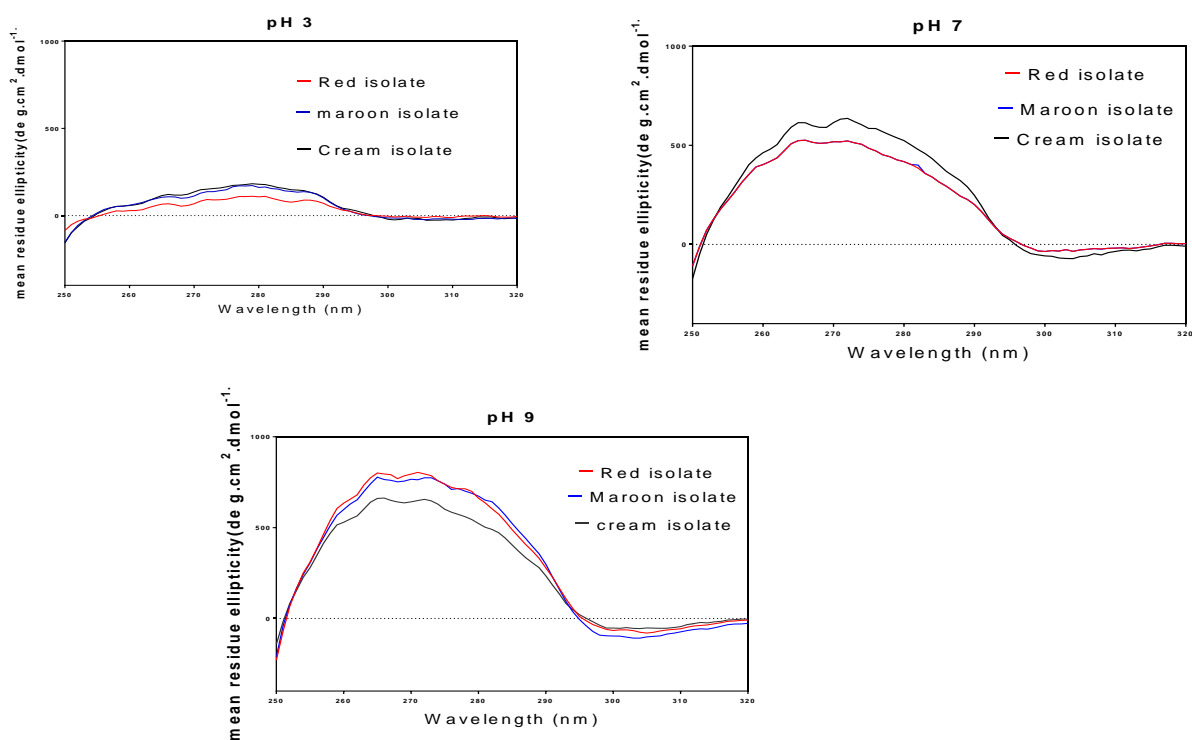 pH 3
mean residue ellipticity(de g.cm2.dmol-1.
1000
500
0
Red isolate
maroon isolate
Cream isolate
250 260 270 280 290 300 310 320
Wavelength (nm)
pH 7
mean residue ellipticity(de g.cm2.dmol-1.
1000
500
0
Red isolate
Maroon isolate
Cream isolate
250 260 270 280 290 300 310 320
Wavelength (nm)
pH 9
mean residue ellipticity(de g.cm2.dmol-1.
1000
500
0
Red isolate
Maroon isolate
cream isolate
250 260 270 280 290 300 310 320
Wavelength (nm)